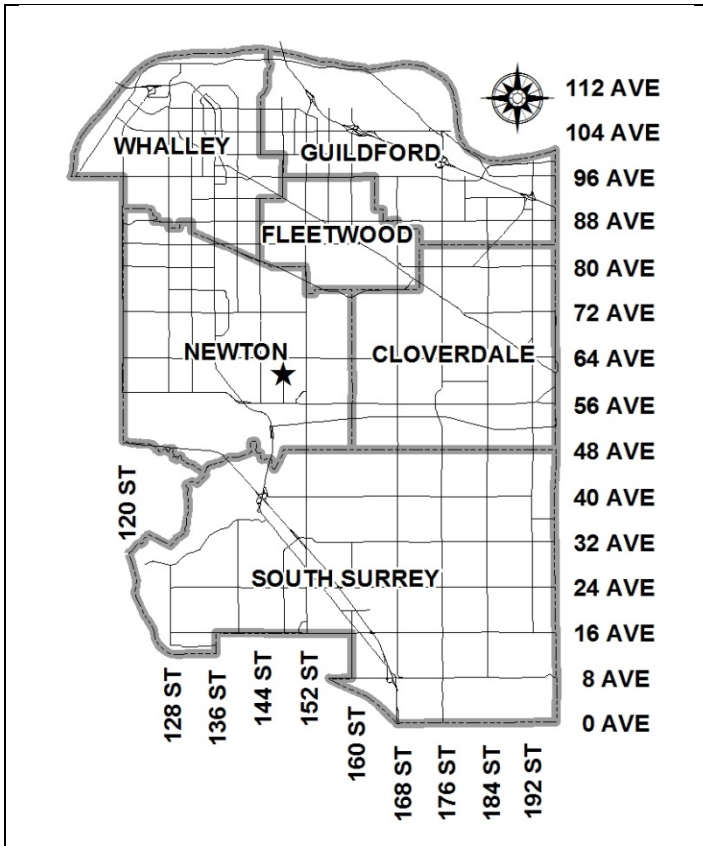 112 AVE
104 AVE
WHALLEY
GUILDFORD
96 AVE
88 AVE
FLEETWOOD
80 AVE
72 AVE
NEWTON
CLOVERDALE
64 AVE
56 AVE
48 AVE
120 ST
40 AVE
32 AVE
SOUTH SURREY
24 AVE
16 AVE
8 AVE
0 AVE
128 ST
136 ST
144 ST
152 ST
160 ST
168 ST
176 ST
184 ST
192 ST